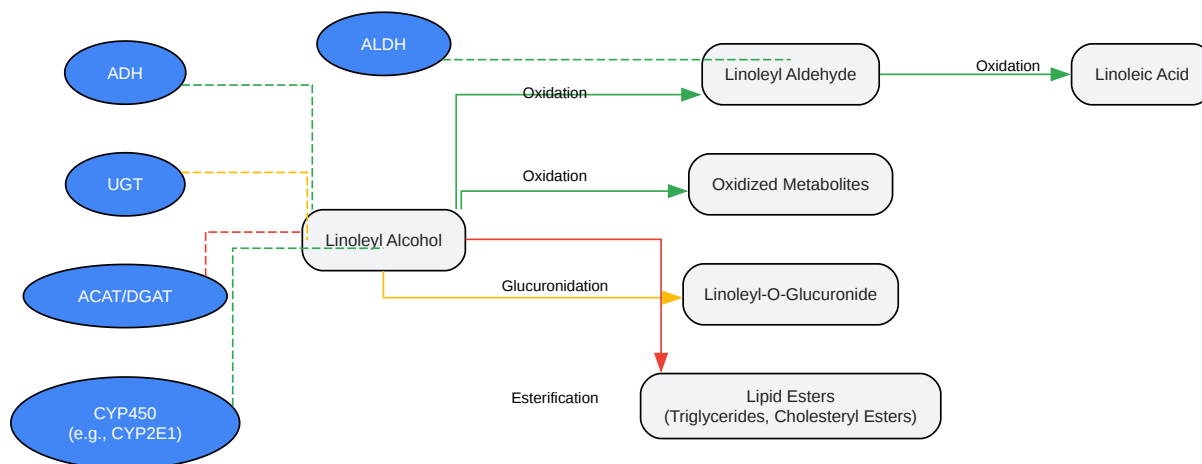 ALDH
ADH
Linoleyl Aldehyde
Oxidation
Linoleic Acid
Oxidation
UGT
Oxidation
Oxidized Metabolites
Linoleyl Alcohol
ACAT/DGAT
Glucuronidation
Linoleyl-O-Glucuronide
Esterification
Lipid Esters
(Triglycerides, Cholesteryl Esters)
CYP450
(e.g., CYP2E1)